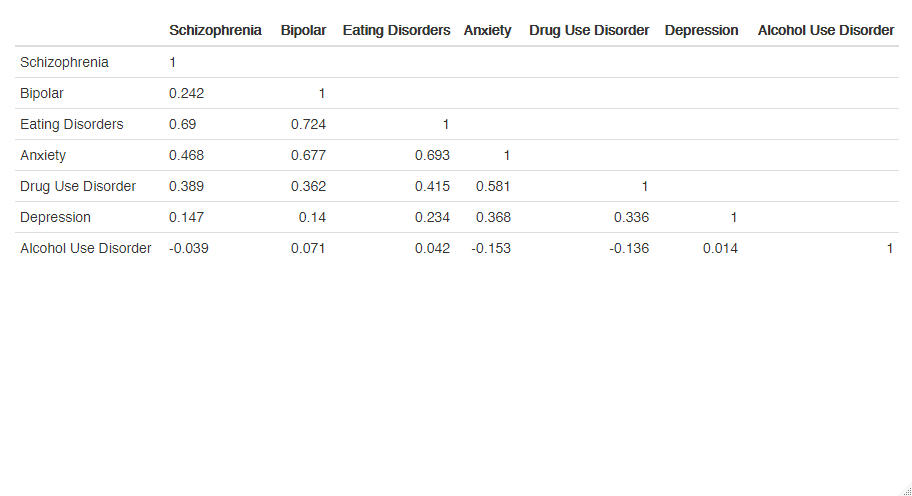 Schizophrenia Bipolar Eating Disorders Anxiety Drug Use Disorder Depression Alcohol Use Disorder
Schizophrenia 1
Bipolar 0.242 1
Eating Disorders 0.69 0.724 1
Anxiety 0.468 0.677 0.693 1
Drug Use Disorder 0.389 0.362 0.415 0.581 1
Depression 0.147 0.14 0.234 0.368 0.336 1
Alcohol Use Disorder -0.039 0.071 0.042 -0.153 -0.136 0.014 1